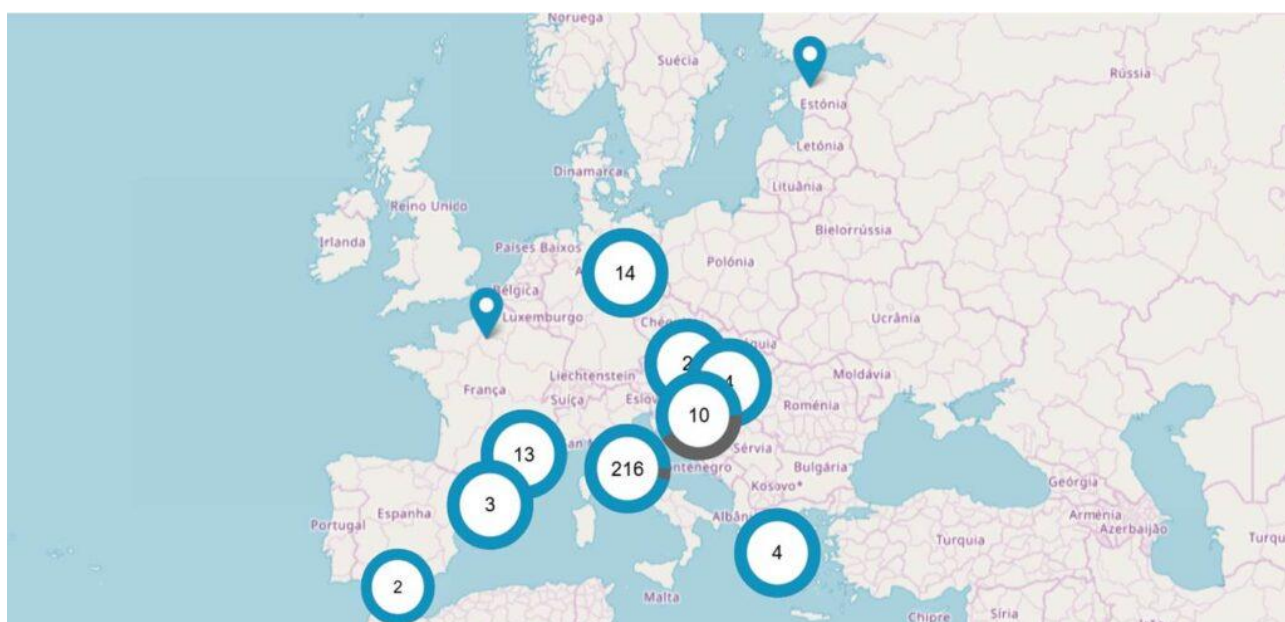 Noruega
Suécia
Rússia
Estónia
Letónia
Dinamarca
Lituânia
Reino Unido
Bielorrússia
Irlanda
Países Baixos
Polónia
14
Bélgica
Luxemburgo
Ucrânia
2
Liechtenstein
Moldávia
França
Suíça
Roménia
10
13
Sérvia
216
Bulgária
Kosovo*
Geórgia
3
Espanha
Portugal
Arménia
Azerbaijão
Turquia
4
2
Malta
Chipre
Síria